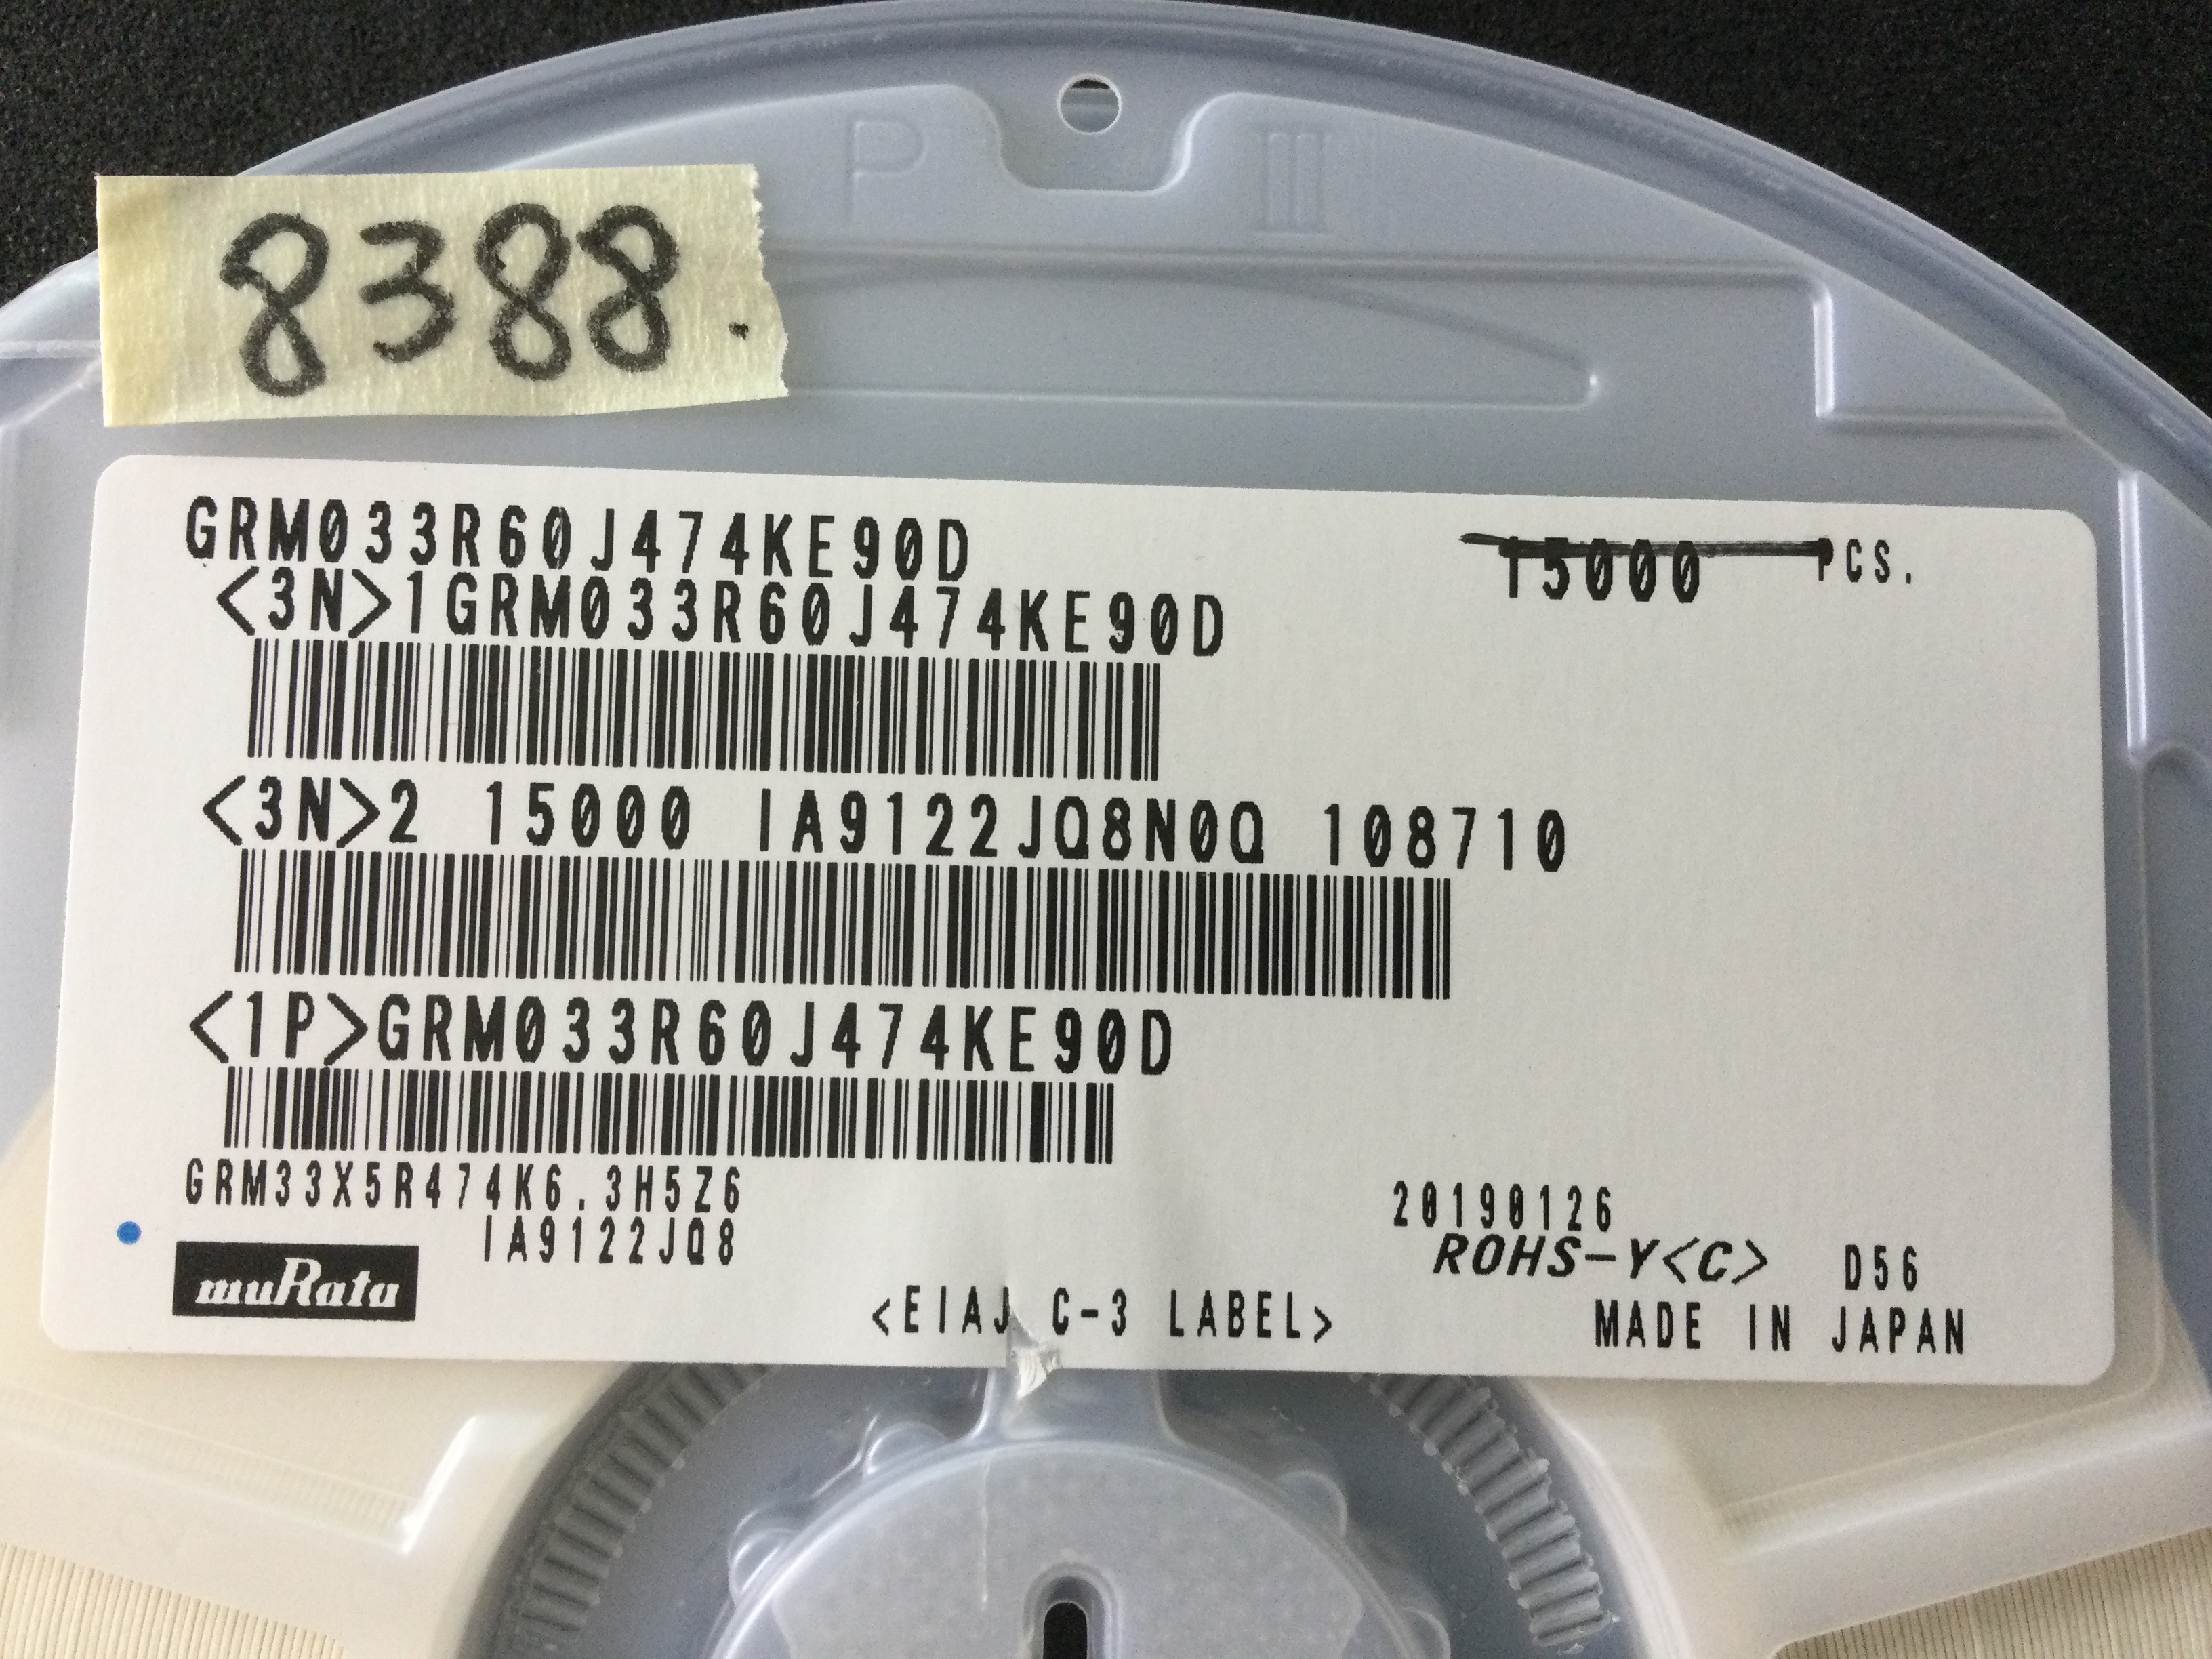 P III
8388.
GRM033R60J474KE90D
15000 PCS.
<3N>1GRM033R60J474KE90D
<3N>2 15000 IA9122JQ8N0Q 108710
<1P>GRM033R60J474KE90D
GRM33X5R474K6.3H5Z6
20190126
IA9122JQ8
ROHS-Y<C> D56
muRata
<EIAJ C-3 LABEL>
MADE IN JAPAN